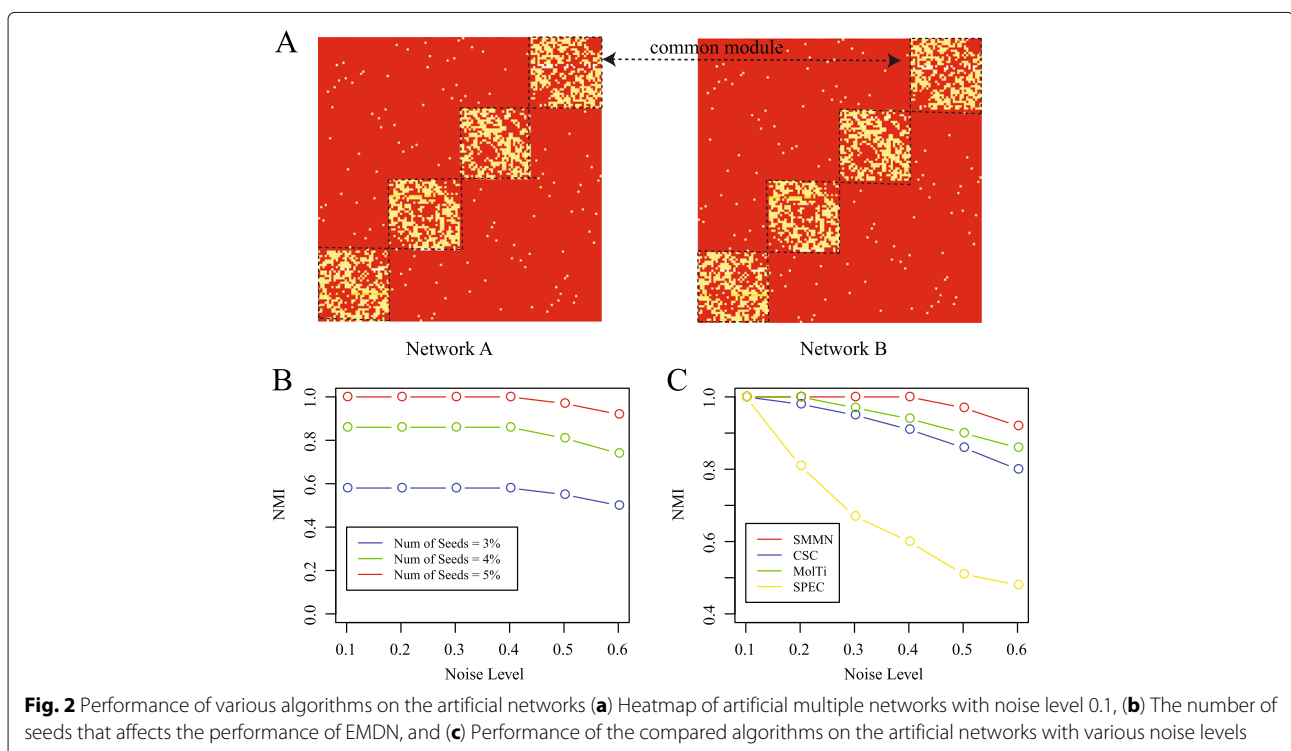 A
common module
Network A
Network B
B
NMI
1.0
0.8
0.6
0.4
0.2
0.0
Num of Seeds = 3%
Num of Seeds = 4%
Num of Seeds = 5%
0.1 0.2 0.3 0.4 0.5 0.6
Noise Level
C
NMI
1.0
0.8
0.6
0.4
SMMN
CSC
MolTi
SPEC
0.1 0.2 0.3 0.4 0.5 0.6
Noise Level
Fig. 2 Performance of various algorithms on the artificial networks (a) Heatmap of artificial multiple networks with noise level 0.1, (b) The number of
seeds that affects the performance of EMDN, and (c) Performance of the compared algorithms on the artificial networks with various noise levels